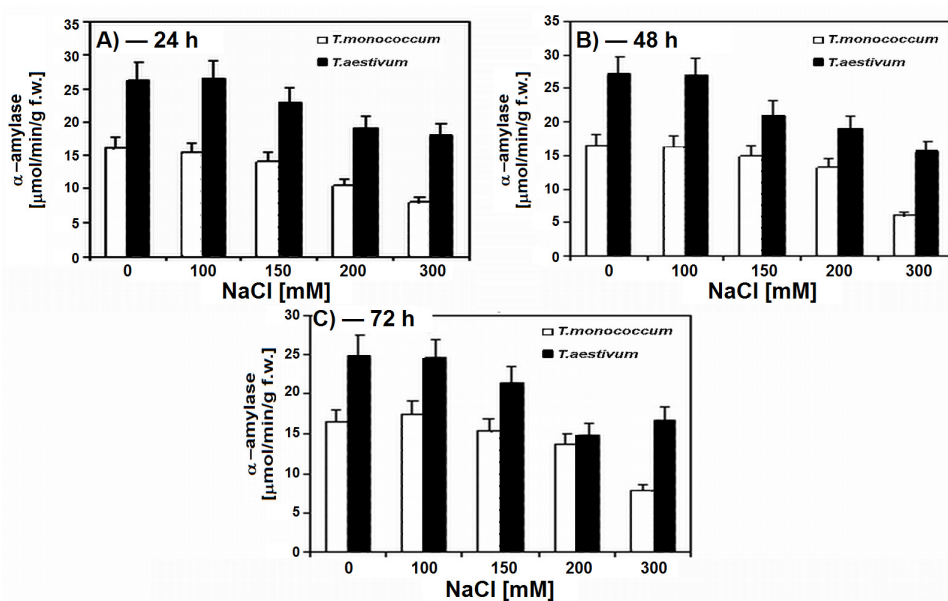 A) — 24 h
T.monococcum
T.aestivum
35
30
25
20
15
10
5
0
α–amylase
[μmol/min/g f.w.]
0 100 150 200 300
NaCl [mM]
B) — 48 h
T.monococcum
T.aestivum
35
30
25
20
15
10
5
0
α–amylase
[μmol/min/g f.w.]
0 100 150 200 300
NaCl [mM]
C) — 72 h
T.monococcum
T.aestivum
30
25
20
15
10
5
0
α–amylase
[μmol/min/g f.w.]
0 100 150 200 300
NaCl [mM]